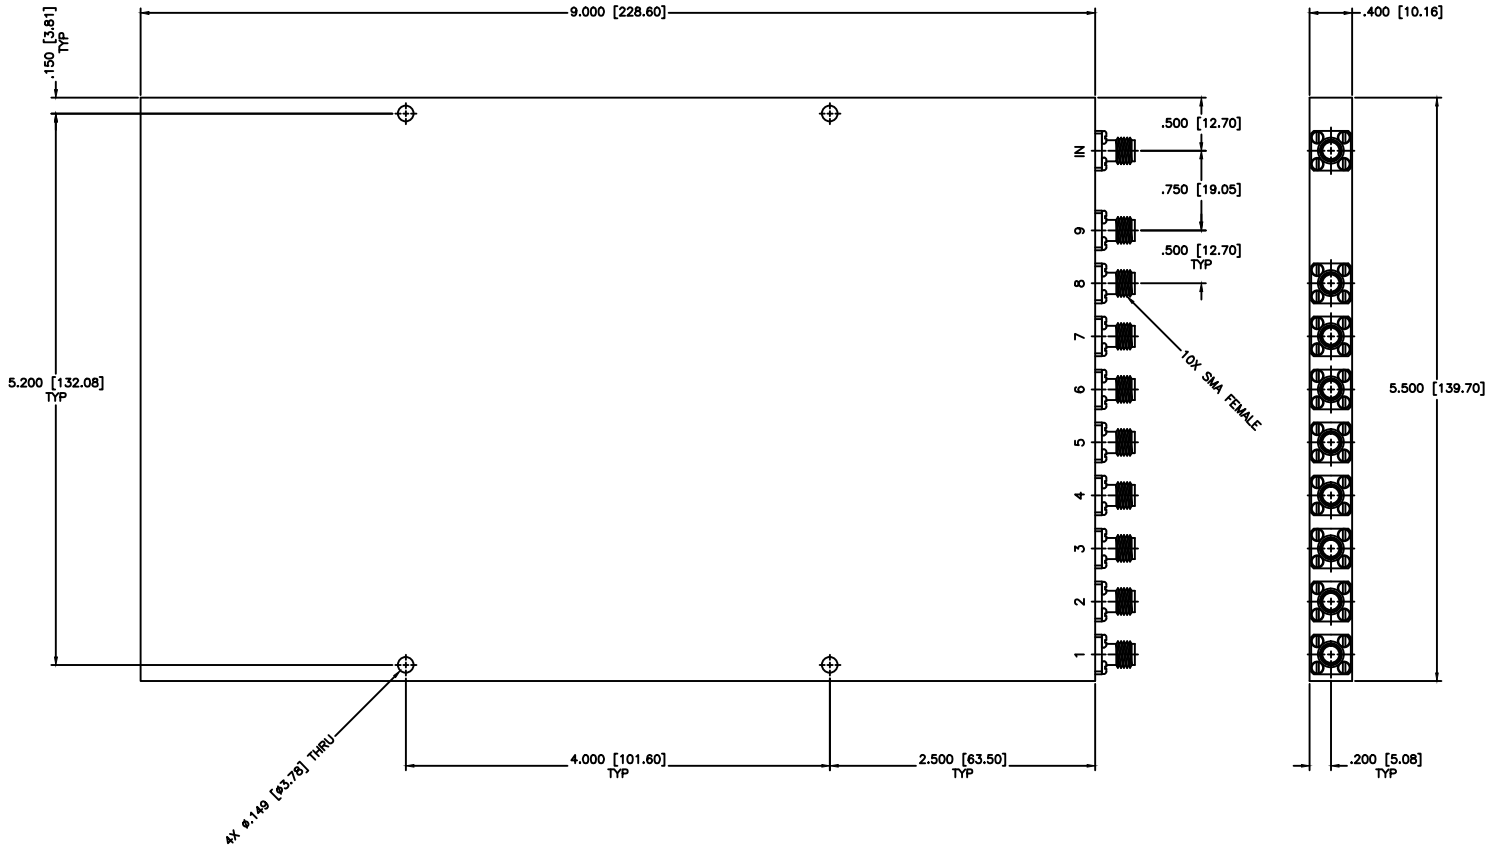 9.000 [228.60]
.400 [10.16]
.150 [3.81]
TYP
.500 [12.70]
IN
.750 [19.05]
9
.500 [12.70]
TYP
8
7
10X SMA FEMALE
5.200 [132.08]
TYP
6
5.500 [139.70]
5
4
3
2
1
4X ø.149 [ø3.78] THRU
4.000 [101.60]
TYP
2.500 [63.50]
TYP
.200 [5.08]
TYP